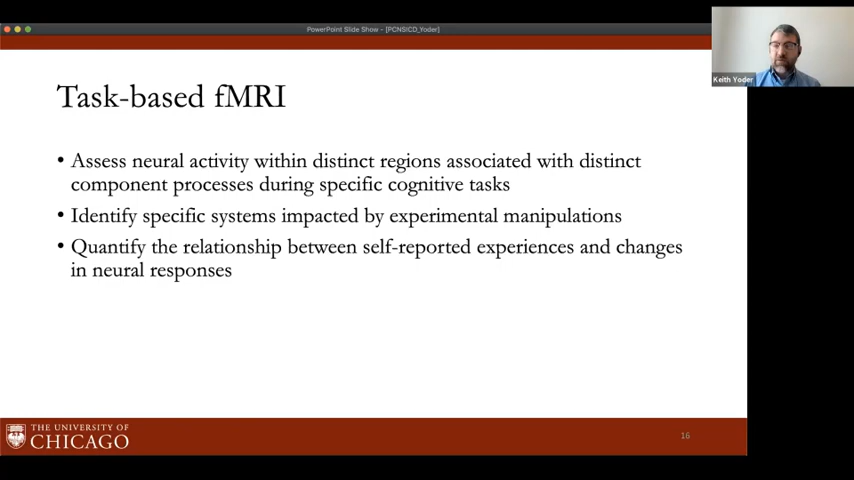 PowerPoint Slide Show - [PCNSICD_Yoder]
Keith Yoder
Task-based fMRI
• Assess neural activity within distinct regions associated with distinct
component processes during specific cognitive tasks
• Identify specific systems impacted by experimental manipulations
• Quantify the relationship between self-reported experiences and changes
in neural responses
THE UNIVERSITY OF
CHICAGO
16